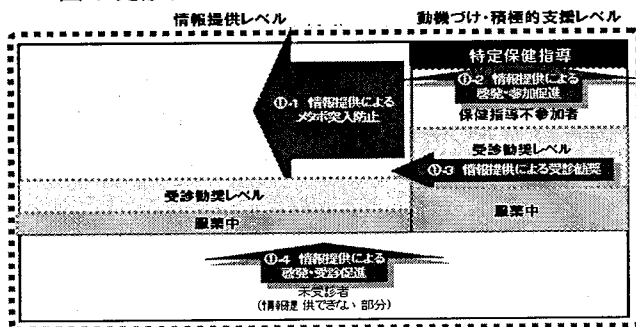 情報提供レベル
動機づけ・積極的支援レベル
特定保健指導
①-2 情報提供による
啓発・参加促進
保健指導不参加者
①-1 情報提供による
メタボ突入防止
受診勧奨レベル
①-3 情報提供による受診勧奨
受診勧奨レベル
服薬中
服薬中
①-4 情報提供による
啓発・受診促進
未受診者
(情報提供できない部分)